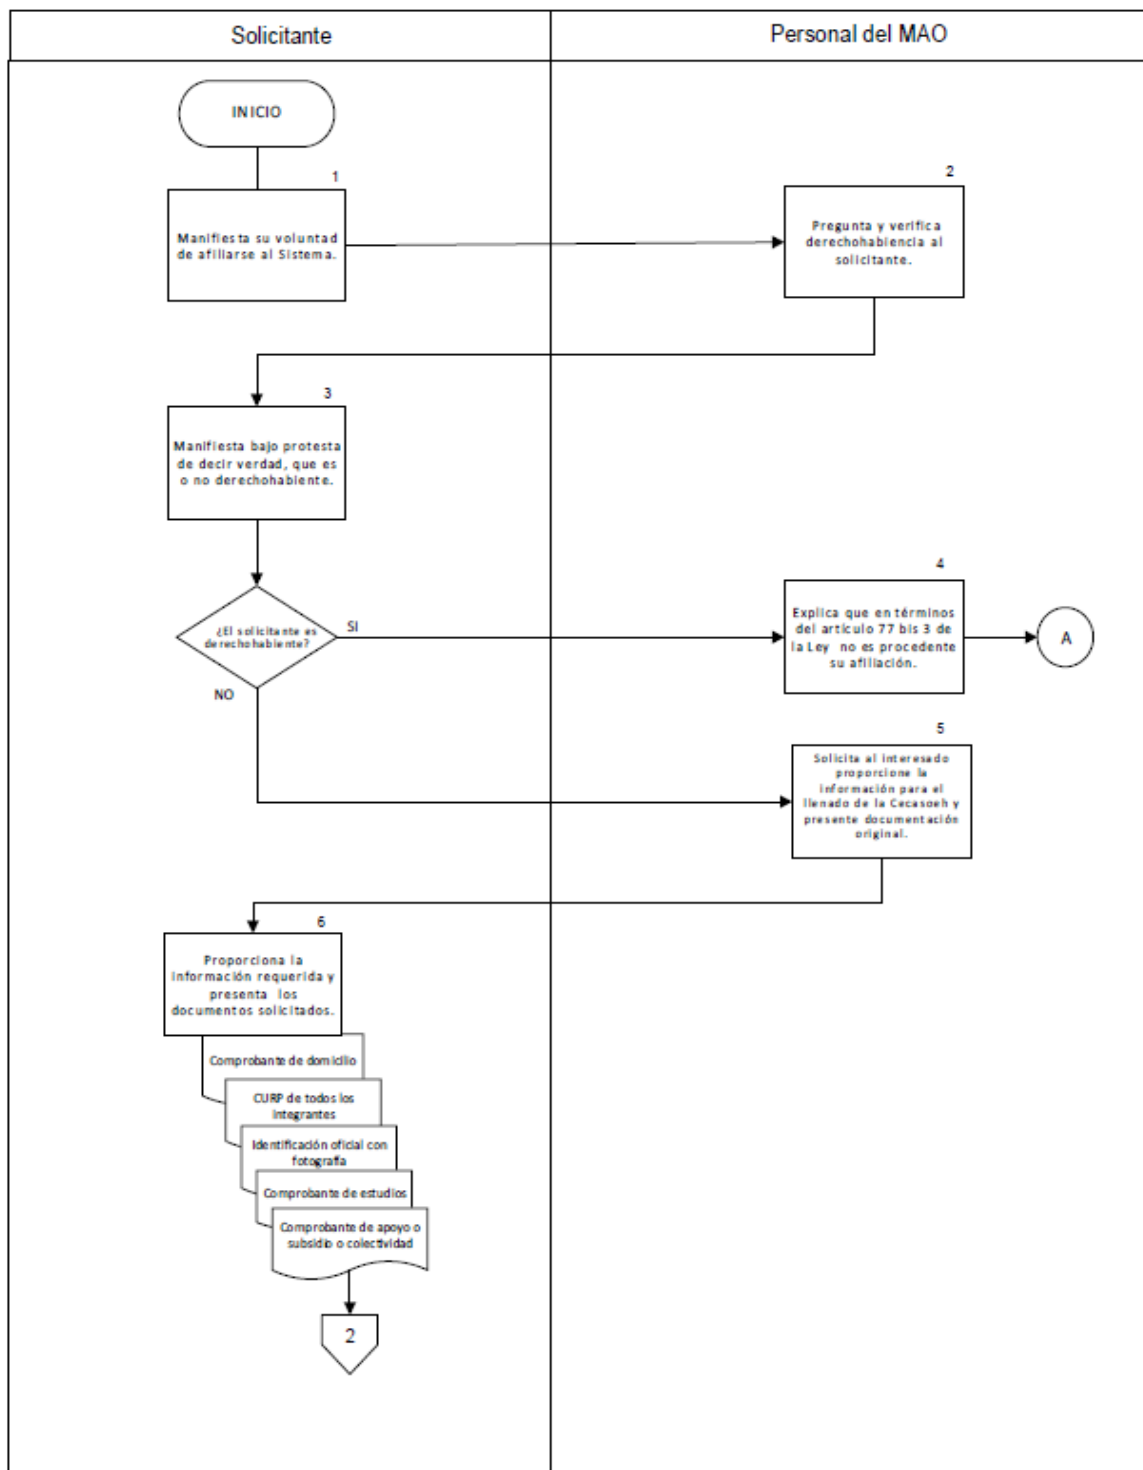 Solicitante
Personal del MAO
INICIO
1
Manifiesta su voluntad
de afiliarse al Sistema.
2
Pregunta y verifica
derechohabiencia al
solicitante.
3
Manifiesta bajo protesta
de decir verdad, que es
o no derechohabiente.
¿El solicitante es
derechohabiente?
SI
NO
4
Explica que en términos
del artículo 77 bis 3 de
la Ley no es procedente
su afiliación.
A
5
Solicita al interesado
proporcione la
información para el
llenado de la Cecasoeh y
presente documentación
original.
6
Proporciona la
información requerida y
presenta los
documentos solicitados.
Comprobante de domicilio
CURP de todos los
integrantes
Identificación oficial con
fotografía
Comprobante de estudios
Comprobante de apoyo o
subsidio o colectividad
2